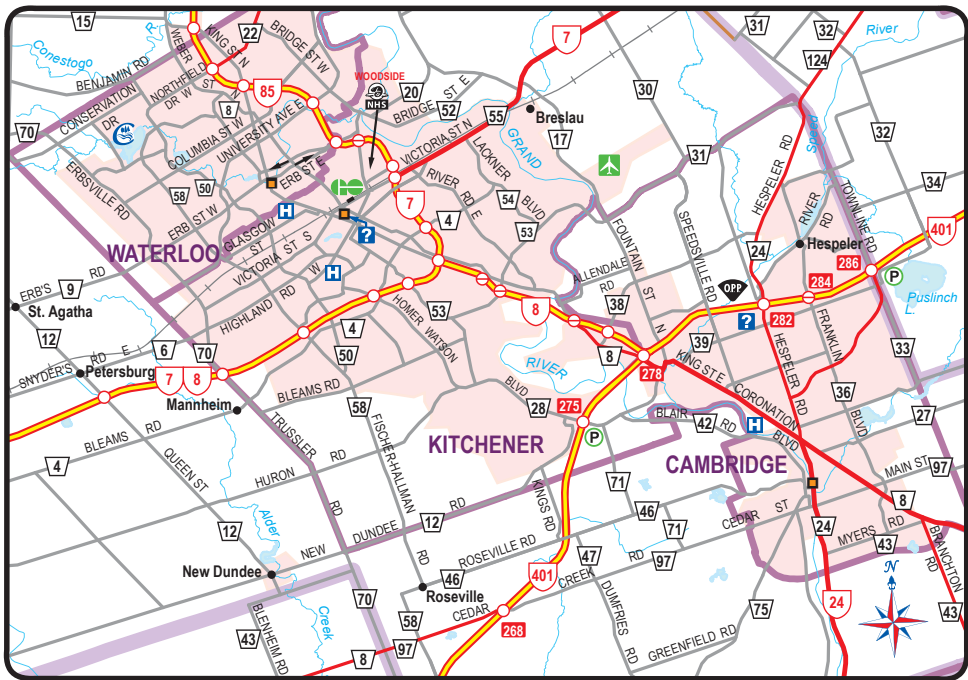 15
22
KING ST N
WEBER ST
BRIDGE ST W
Conestogo R.
BENJAMIN RD
CONSERVATION DR
NORTHFIELD DR W
8
85
WOODSIDE
NHS
20
52
BRIDGE ST E
7
31
32
River
124
30
70
COLUMBIA ST W
UNIVERSITY AVE E
VICTORIA ST N
55
Breslau
17
GRAND
32
HESPELER RD
Speed
ERBSVILLE RD
ERB ST E
LACKNER BLVD
31
58
50
RIVER RD E
54
34
ERB ST W
H
7
4
53
FOUNTAIN ST N
SPEEDSVILLE RD
RIVER RD
TOWNLINE RD
401
WATERLOO
GLASGOW ST
?
VICTORIA ST S
24
Hespeler
286
P
ERB'S RD
9
H
HIGHLAND RD W
ALLENDALE RD
OPP
284
Puslinch L.
St. Agatha
HOMER WATSON BLVD
53
8
38
282
?
12
4
6
70
50
8
39
FRANKLIN BLVD
33
SNYDER'S RD E
Petersburg
7 8
RIVER
278
KING ST E
HESPELER RD
Mannheim
BLEAMS RD
58
28
275
CORONATION BLVD
36
BLEAMS RD
TRUSSLER RD
FISCHER-HALLMAN RD
P
BLAIR RD
42
H
27
4
KITCHENER
CAMBRIDGE
QUEEN ST
HURON RD
71
MAIN ST
97
12
Alder Creek
NEW DUNDEE RD
12
KINGS RD
46
71
CEDAR ST
24
8
MYERS RD
43
BRANCHTON RD
New Dundee
ROSEVILLE RD
46
47
CEDAR CREEK RD
97
N
Roseville
401
70
58
DUMFRIES RD
75
24
43
BLENHEIM RD
43
268
8
97
GREENFIELD RD